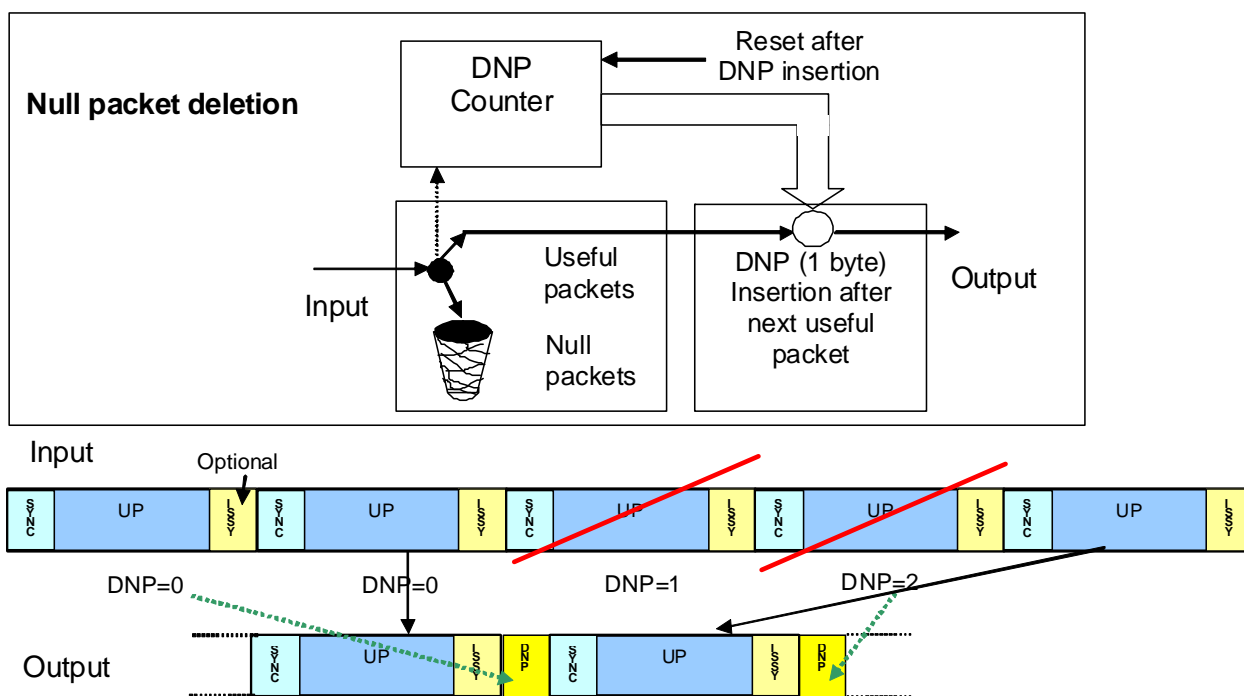 Reset after
DNP insertion
DNP
Counter
Null packet deletion
Useful
packets
Null
packets
Input
DNP (1 byte)
Insertion after
next useful
packet
Output
Input
Optional
SYNC UP ISSY SYNC UP ISSY SYNC UP ISSY SYNC UP ISSY SYNC UP ISSY
DNP=0 DNP=0 DNP=1 DNP=2
Output
SYNC UP ISSY DNP SYNC UP ISSY DNP